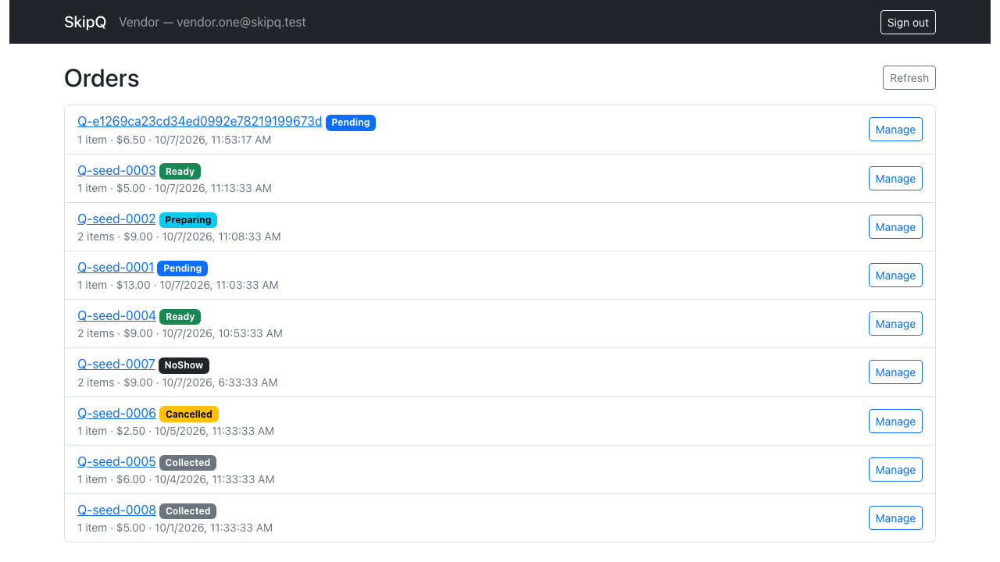 SkipQ Vendor — vendor.one@skipq.test Sign out
Orders Refresh
Q-e1269ca23cd34ed0992e78219199673d Pending
1 item · $6.50 · 10/7/2026, 11:53:17 AM
Manage
Q-seed-0003 Ready
1 item · $5.00 · 10/7/2026, 11:13:33 AM
Manage
Q-seed-0002 Preparing
2 items · $9.00 · 10/7/2026, 11:08:33 AM
Manage
Q-seed-0001 Pending
1 item · $13.00 · 10/7/2026, 11:03:33 AM
Manage
Q-seed-0004 Ready
2 items · $9.00 · 10/7/2026, 10:53:33 AM
Manage
Q-seed-0007 NoShow
2 items · $9.00 · 10/7/2026, 6:33:33 AM
Manage
Q-seed-0006 Cancelled
1 item · $2.50 · 10/5/2026, 11:33:33 AM
Manage
Q-seed-0005 Collected
1 item · $6.00 · 10/4/2026, 11:33:33 AM
Manage
Q-seed-0008 Collected
1 item · $5.00 · 10/1/2026, 11:33:33 AM
Manage